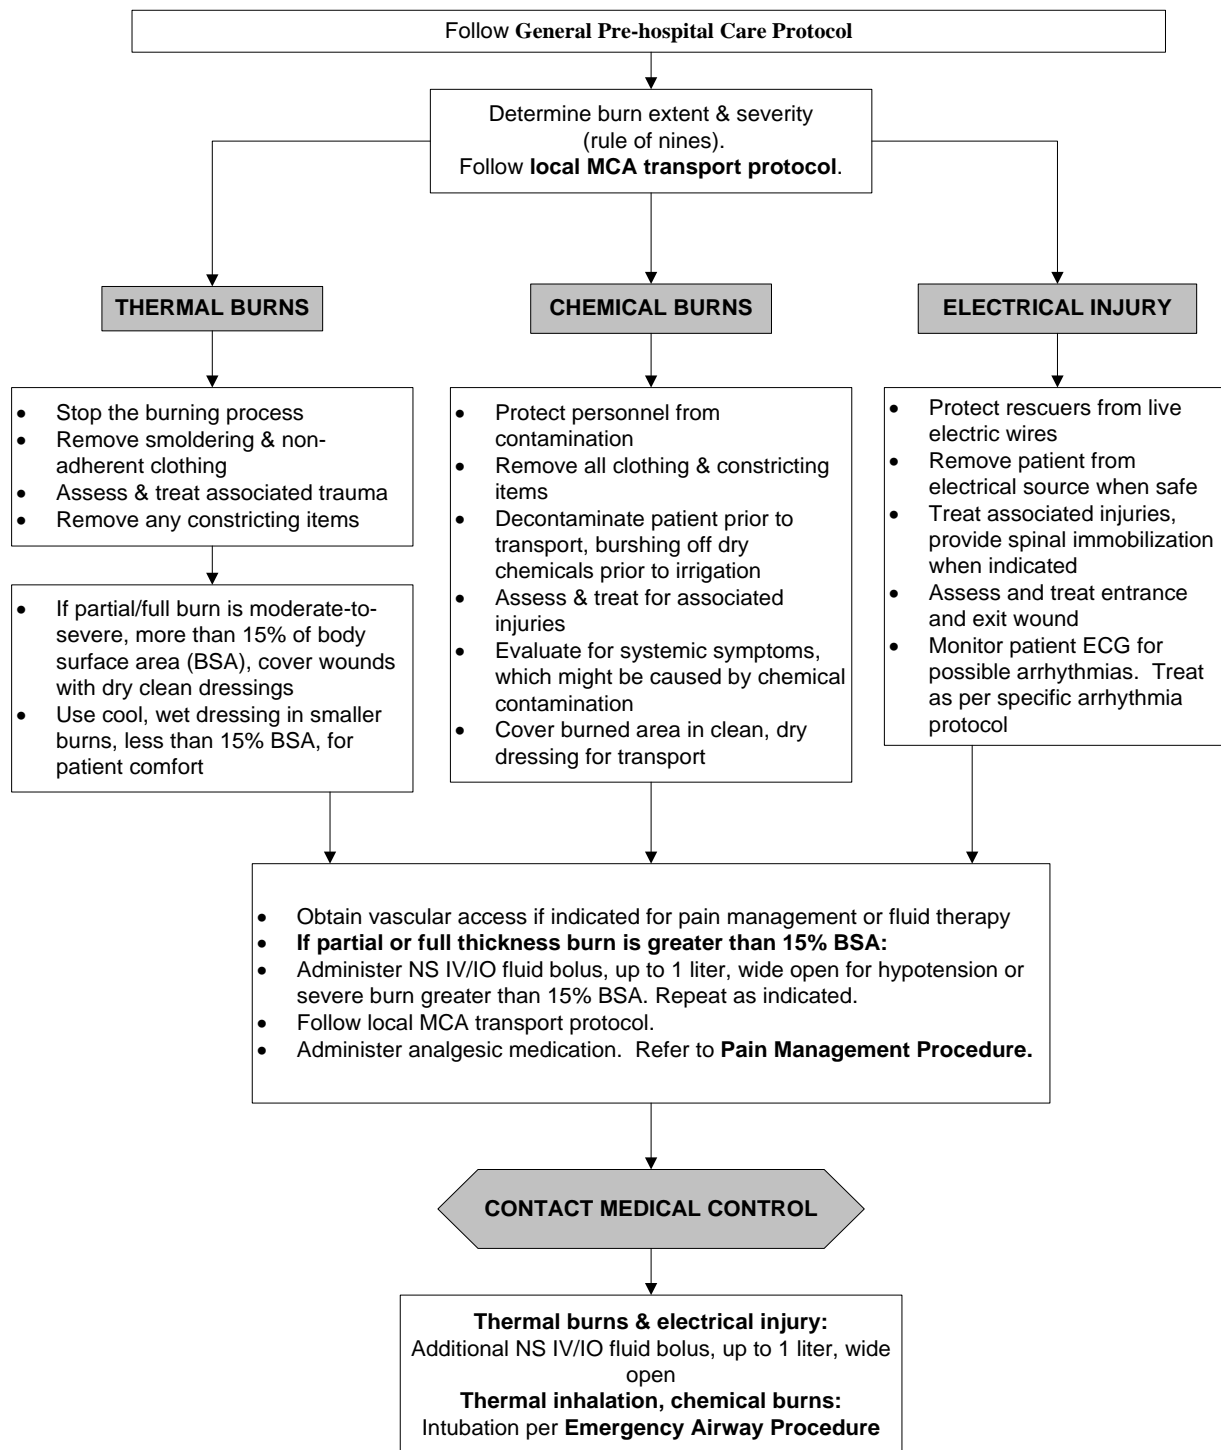 Follow General Pre-hospital Care Protocol
Determine burn extent & severity
(rule of nines).
Follow local MCA transport protocol.
THERMAL BURNS
CHEMICAL BURNS
ELECTRICAL INJURY
• Stop the burning process
• Remove smoldering & non-
adherent clothing
• Assess & treat associated trauma
• Remove any constricting items
• If partial/full burn is moderate-to-
severe, more than 15% of body
surface area (BSA), cover wounds
with dry clean dressings
• Use cool, wet dressing in smaller
burns, less than 15% BSA, for
patient comfort
• Protect personnel from
contamination
• Remove all clothing & constricting
items
• Decontaminate patient prior to
transport, burshing off dry
chemicals prior to irrigation
• Assess & treat for associated
injuries
• Evaluate for systemic symptoms,
which might be caused by chemical
contamination
• Cover burned area in clean, dry
dressing for transport
• Protect rescuers from live
electric wires
• Remove patient from
electrical source when safe
• Treat associated injuries,
provide spinal immobilization
when indicated
• Assess and treat entrance
and exit wound
• Monitor patient ECG for
possible arrhythmias.  Treat
as per specific arrhythmia
protocol
• Obtain vascular access if indicated for pain management or fluid therapy
• If partial or full thickness burn is greater than 15% BSA:
• Administer NS IV/IO fluid bolus, up to 1 liter, wide open for hypotension or
severe burn greater than 15% BSA. Repeat as indicated.
• Follow local MCA transport protocol.
• Administer analgesic medication.  Refer to Pain Management Procedure.
CONTACT MEDICAL CONTROL
Thermal burns & electrical injury:
Additional NS IV/IO fluid bolus, up to 1 liter, wide
open
Thermal inhalation, chemical burns:
Intubation per Emergency Airway Procedure